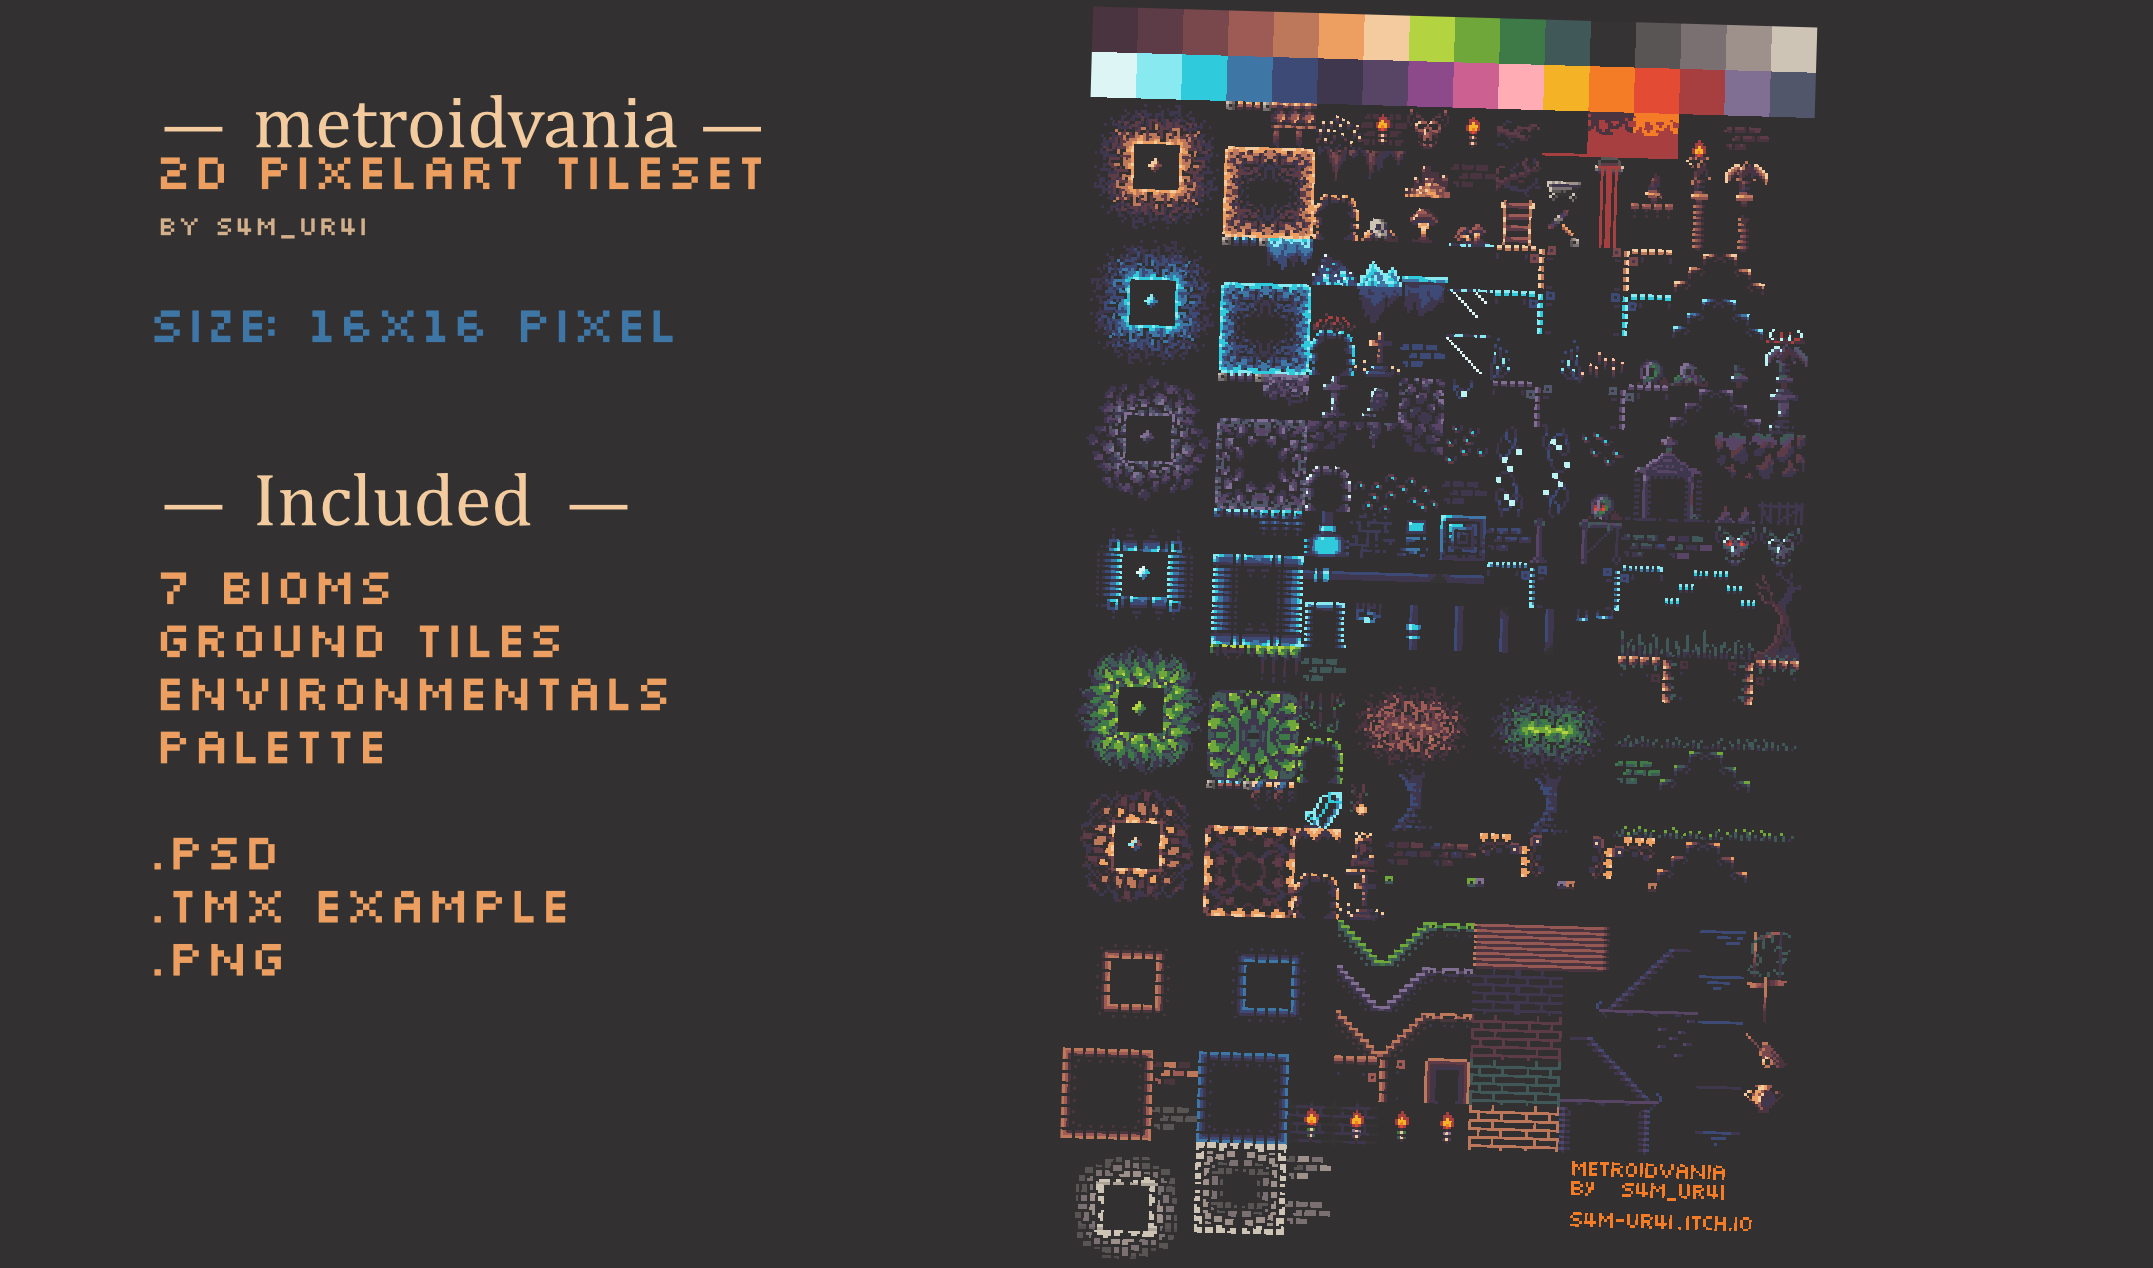 — metroidvania —
2D PIXELART TILESET
BY S4M_UR4I
SIZE: 16X16 PIXEL
— Included —
7 BIOMS
GROUND TILES
ENVIRONMENTALS
PALETTE
.PSD
.TMX EXAMPLE
.PNG
METROIDVANIA
BY S4M_UR4I
S4M-UR4I.ITCH.IO